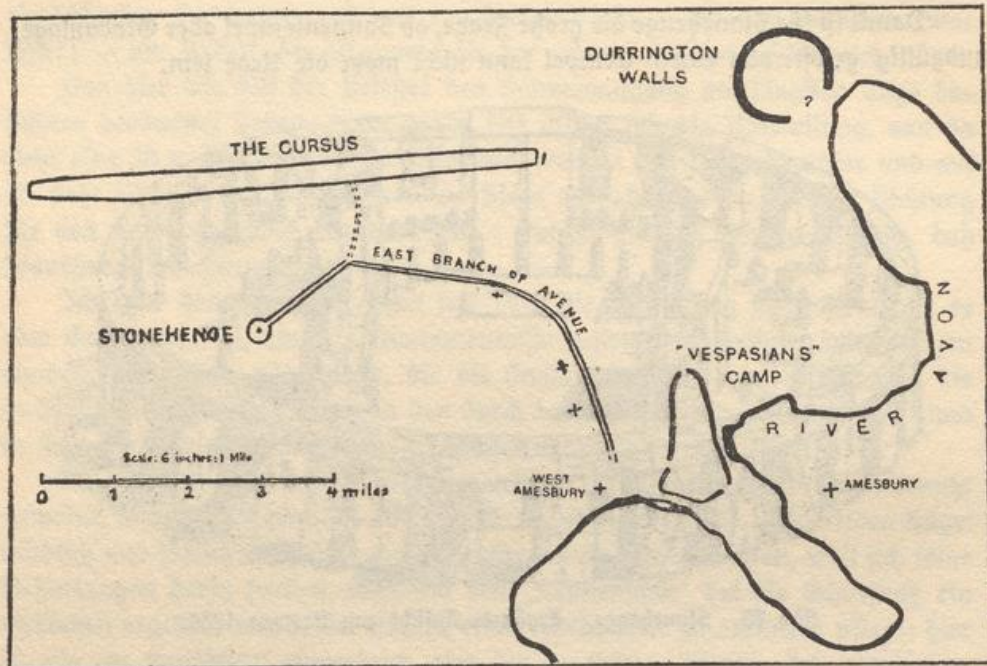 DURRINGTON
WALLS
?
THE CURSUS
EAST BRANCH OF AVENUE
STONEHENGE
"VESPASIANS"
CAMP
RIVER AVON
Scale: 6 inches: 1 Mile
0 1 2 3 4 miles
WEST
AMESBURY
AMESBURY